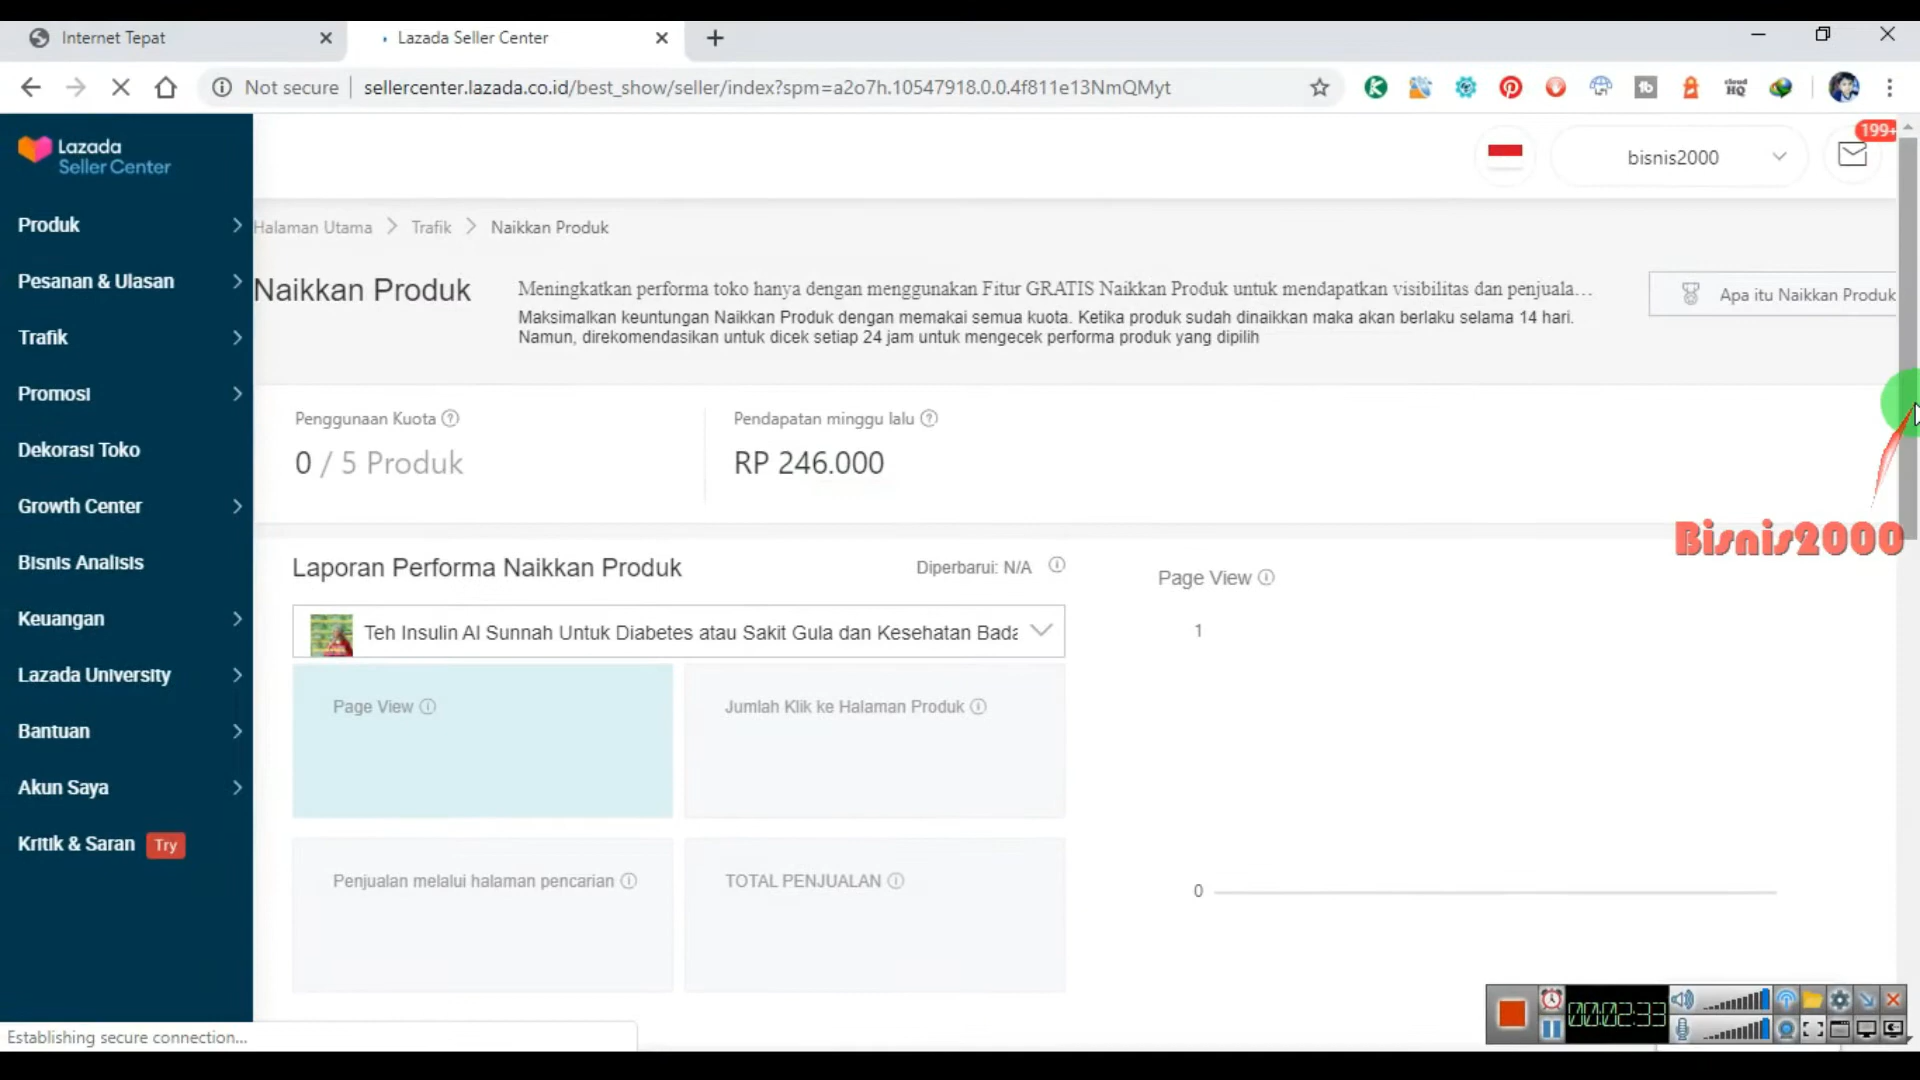 Internet Tepat
Lazada Seller Center
Not secure
sellercenter.lazada.co.id/best_show/seller/index?spm=a2o7h.10547918.0.0.4f811e13NmQMyt
tb
cloud
HQ
Lazada
Seller Center
bisnis2000
199+
Produk
Pesanan & Ulasan
Trafik
Promosi
Dekorasi Toko
Growth Center
Bisnis Analisis
Keuangan
Lazada University
Bantuan
Akun Saya
Kritik & Saran Try
Halaman Utama > Trafik > Naikkan Produk
Naikkan Produk
Meningkatkan performa toko hanya dengan menggunakan Fitur GRATIS Naikkan Produk untuk mendapatkan visibilitas dan penjuala...
Maksimalkan keuntungan Naikkan Produk dengan memakai semua kuota. Ketika produk sudah dinaikkan maka akan berlaku selama 14 hari.
Namun, direkomendasikan untuk dicek setiap 24 jam untuk mengecek performa produk yang dipilih
Apa itu Naikkan Produk
Penggunaan Kuota
0 / 5 Produk
Pendapatan minggu lalu
RP 246.000
Bisnis2000
Laporan Performa Naikkan Produk
Diperbarui: N/A
Teh Insulin Al Sunnah Untuk Diabetes atau Sakit Gula dan Kesehatan Bada
Page View
Jumlah Klik ke Halaman Produk
Penjualan melalui halaman pencarian
TOTAL PENJUALAN
Page View
1
0
Establishing secure connection...
00:02:33